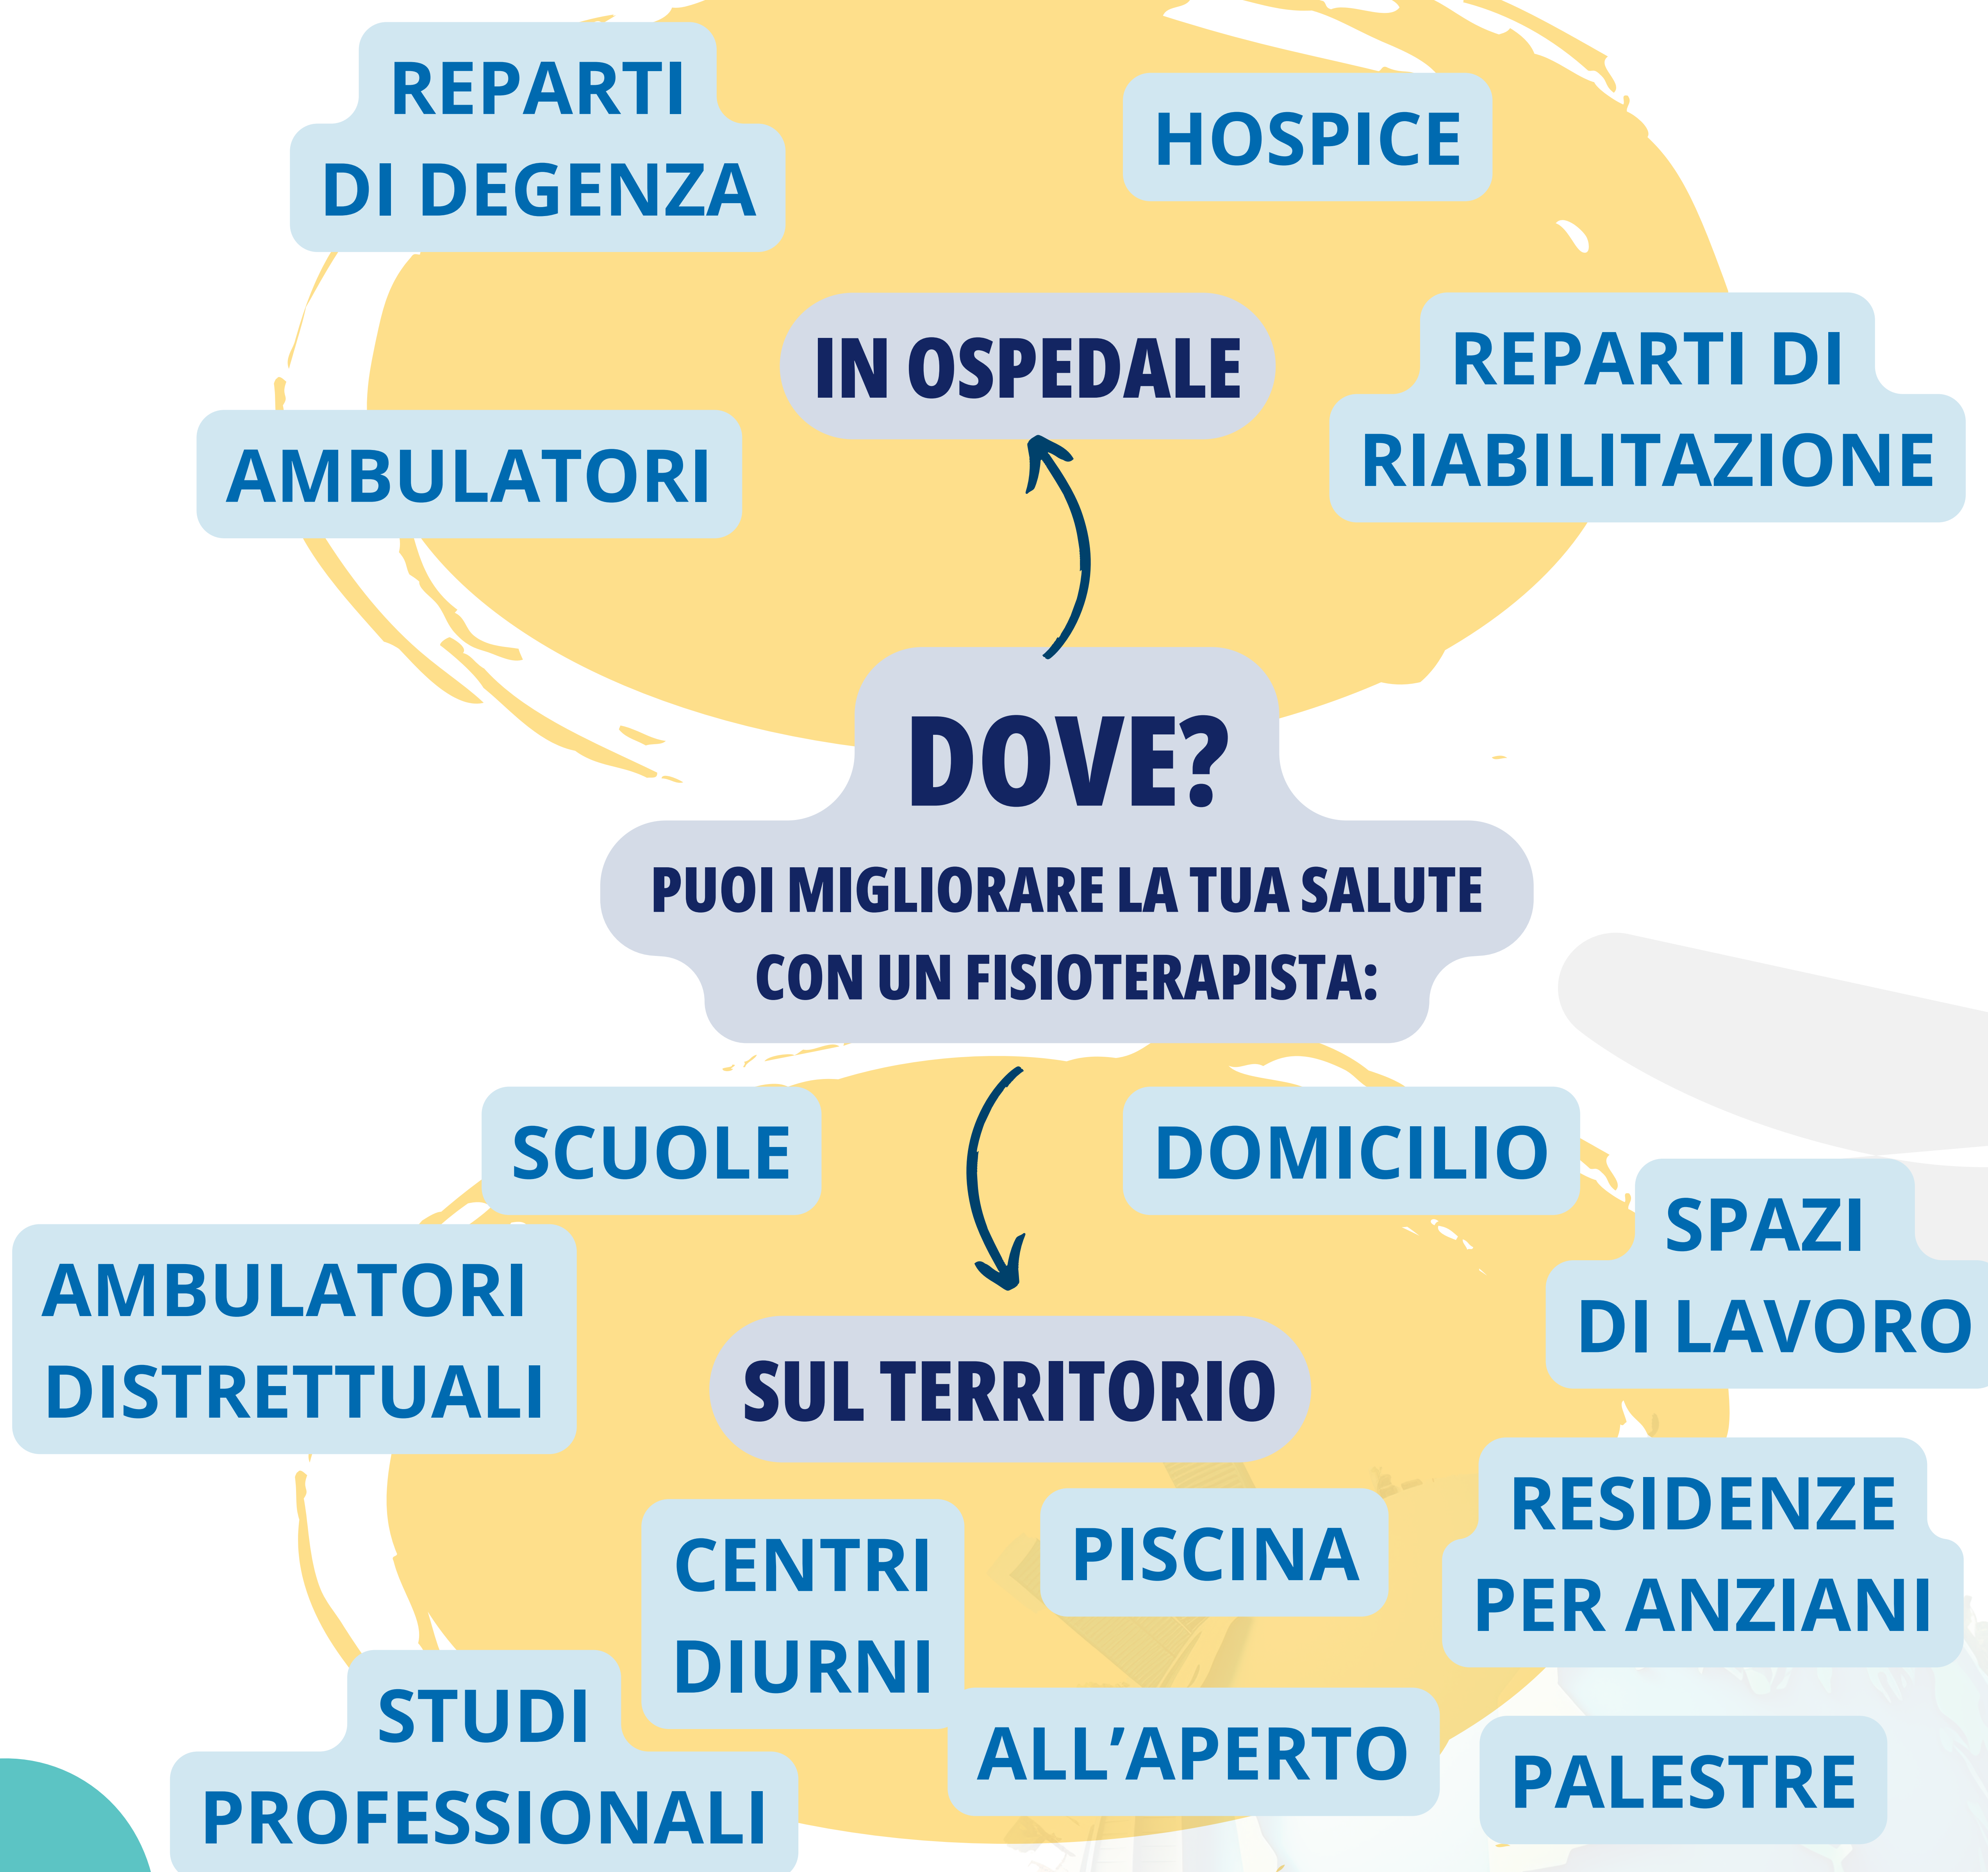 REPARTI
DI DEGENZA
HOSPICE
IN OSPEDALE
REPARTI DI
RIABILITAZIONE
AMBULATORI
DOVE?
PUOI MIGLIORARE LA TUA SALUTE
CON UN FISIOTERAPISTA:
SCUOLE
DOMICILIO
SPAZI
DI LAVORO
AMBULATORI
DISTRETTUALI
SUL TERRITORIO
RESIDENZE
PER ANZIANI
CENTRI
DIURNI
PISCINA
STUDI
PROFESSIONALI
ALL’APERTO
PALESTRE